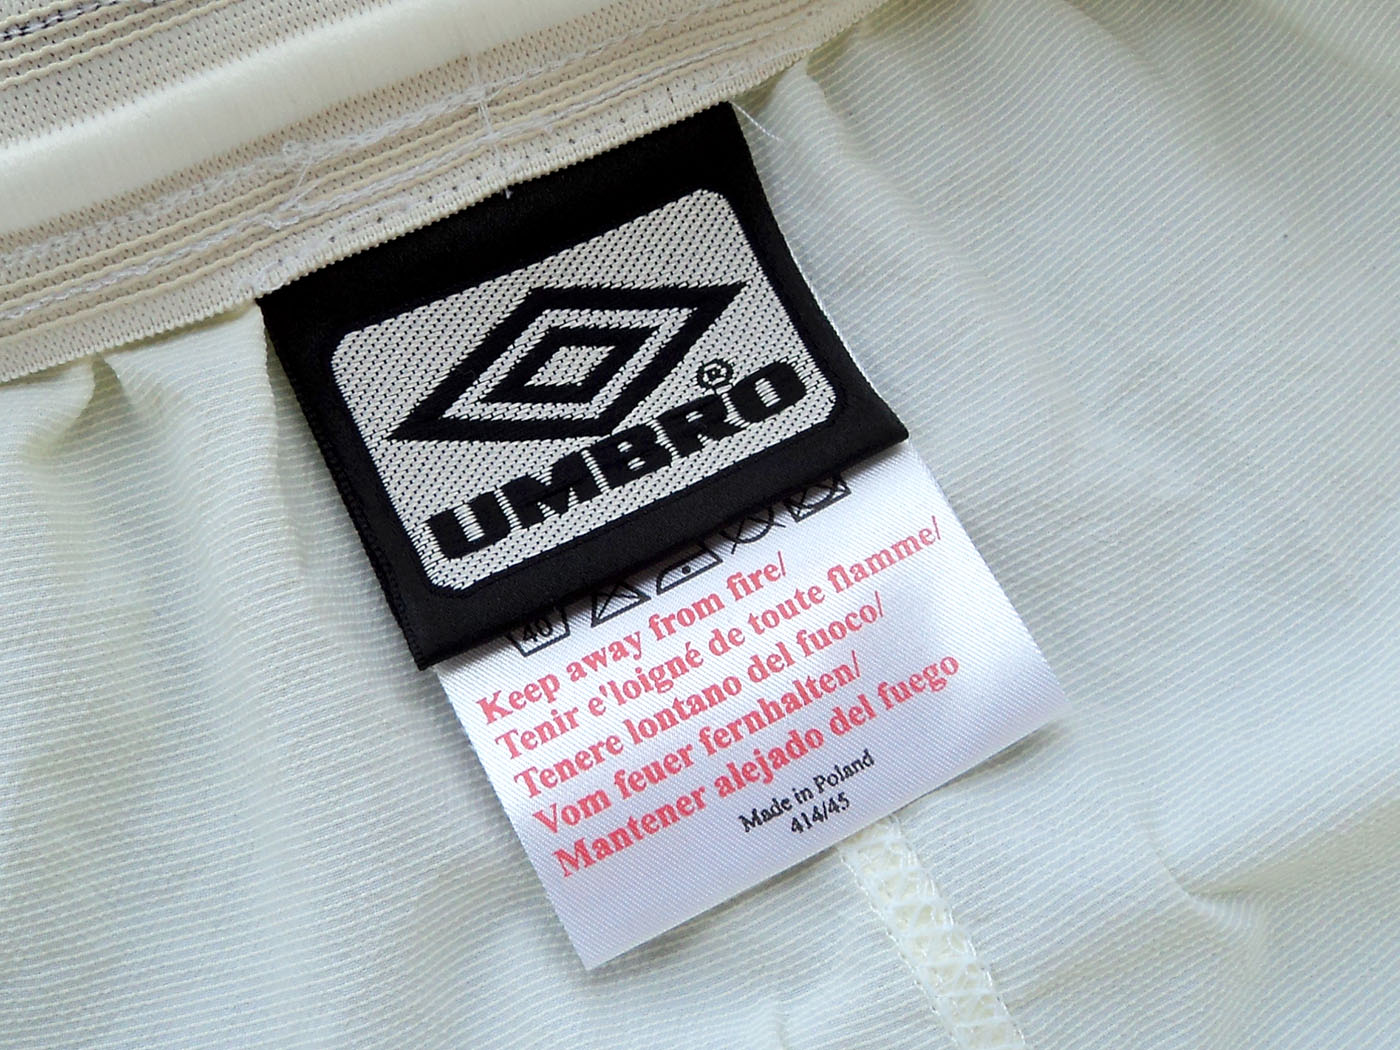 UMBRO®
40
Keep away from fire/
Tenir e'loigné de toute flamme/
Tenere lontano del fuoco/
Vom feuer fernhalten/
Mantener alejado del fuego
Made in Poland
414/45